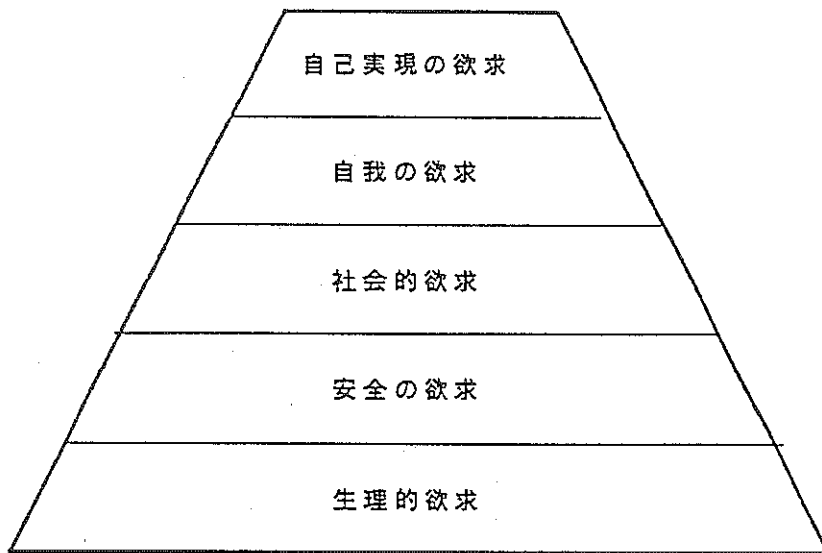 自己実現の欲求
自我の欲求
社会的欲求
安全の欲求
生理的欲求